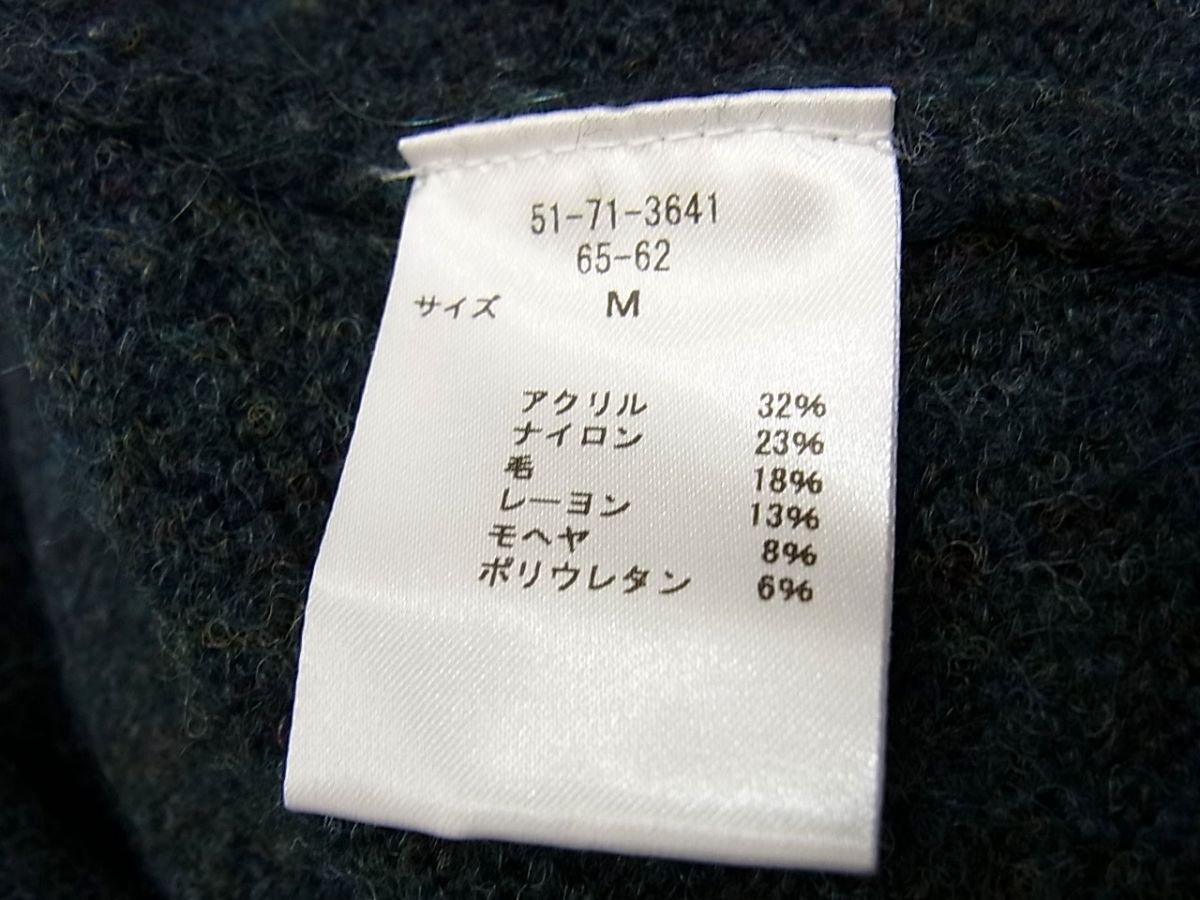 51-71-3641
65-62
サイズ M
アクリル 32%
ナイロン 23%
毛 18%
レーヨン 13%
モヘヤ 8%
ポリウレタン 6%